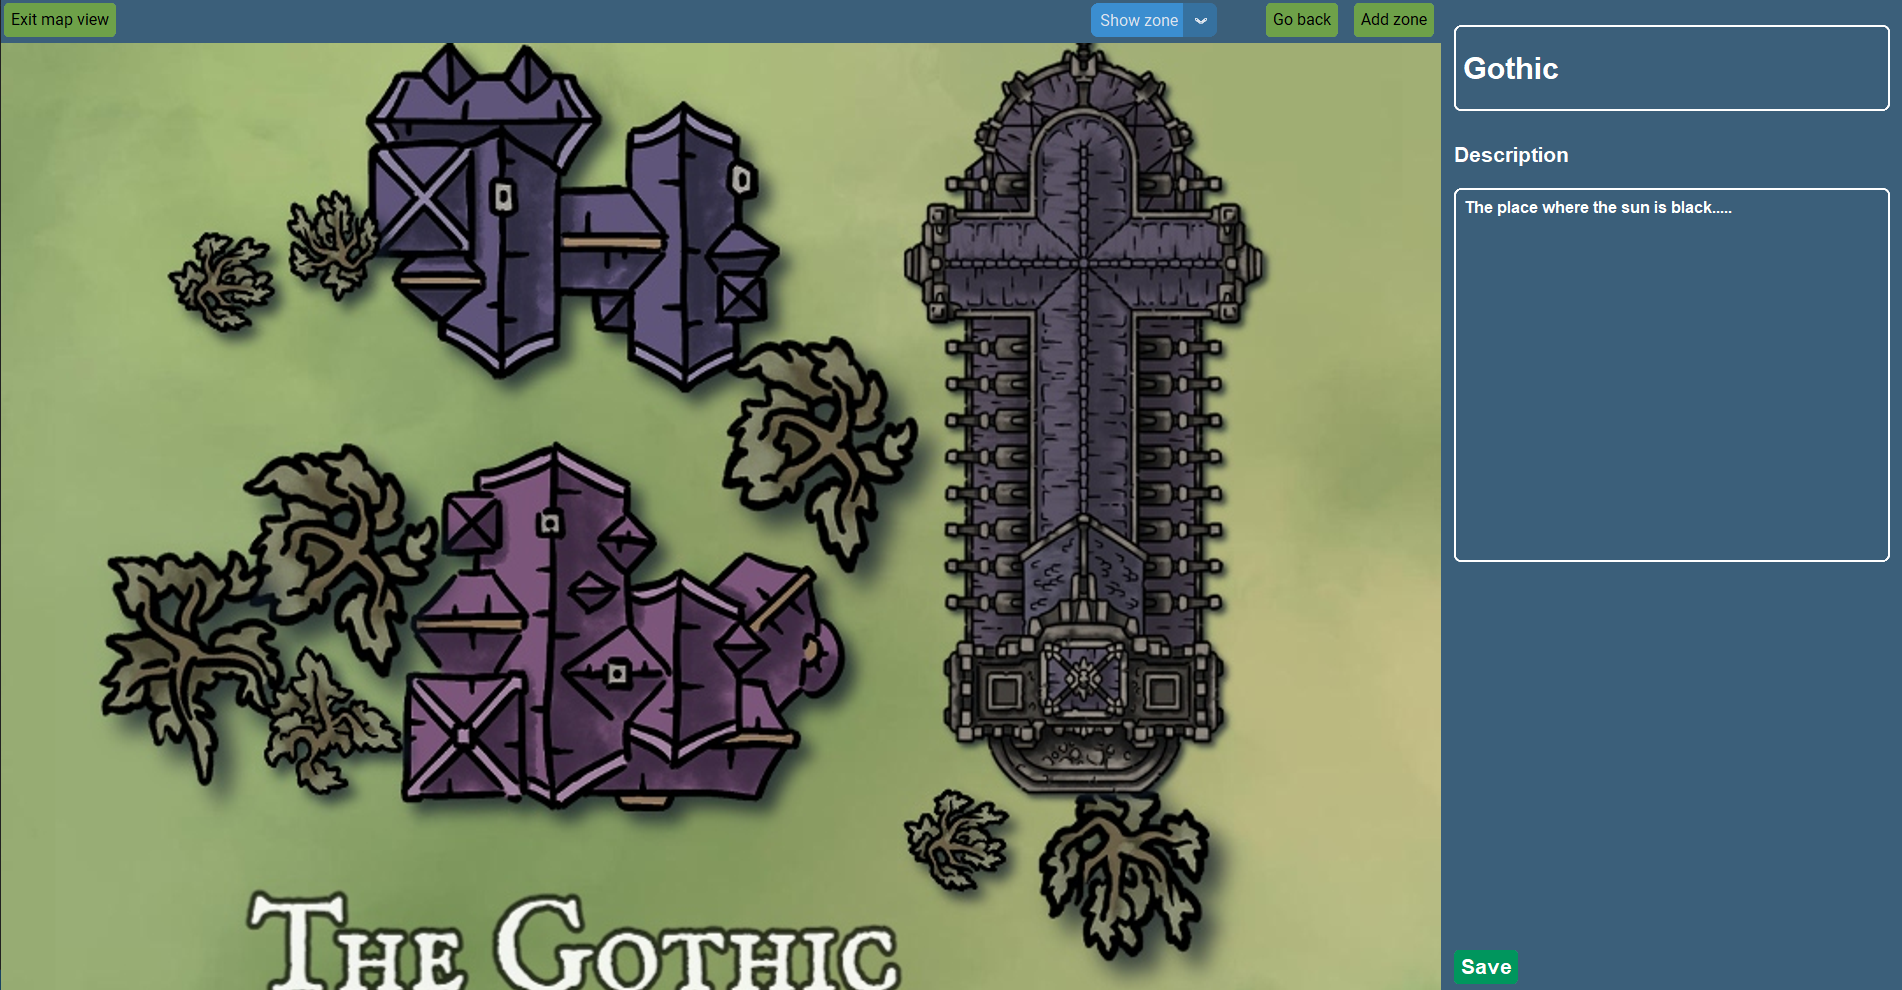 Exit map view
Show zone
Go back
Add zone
Gothic
Description
The place where the sun is black.....
THE GOTHIC
Save